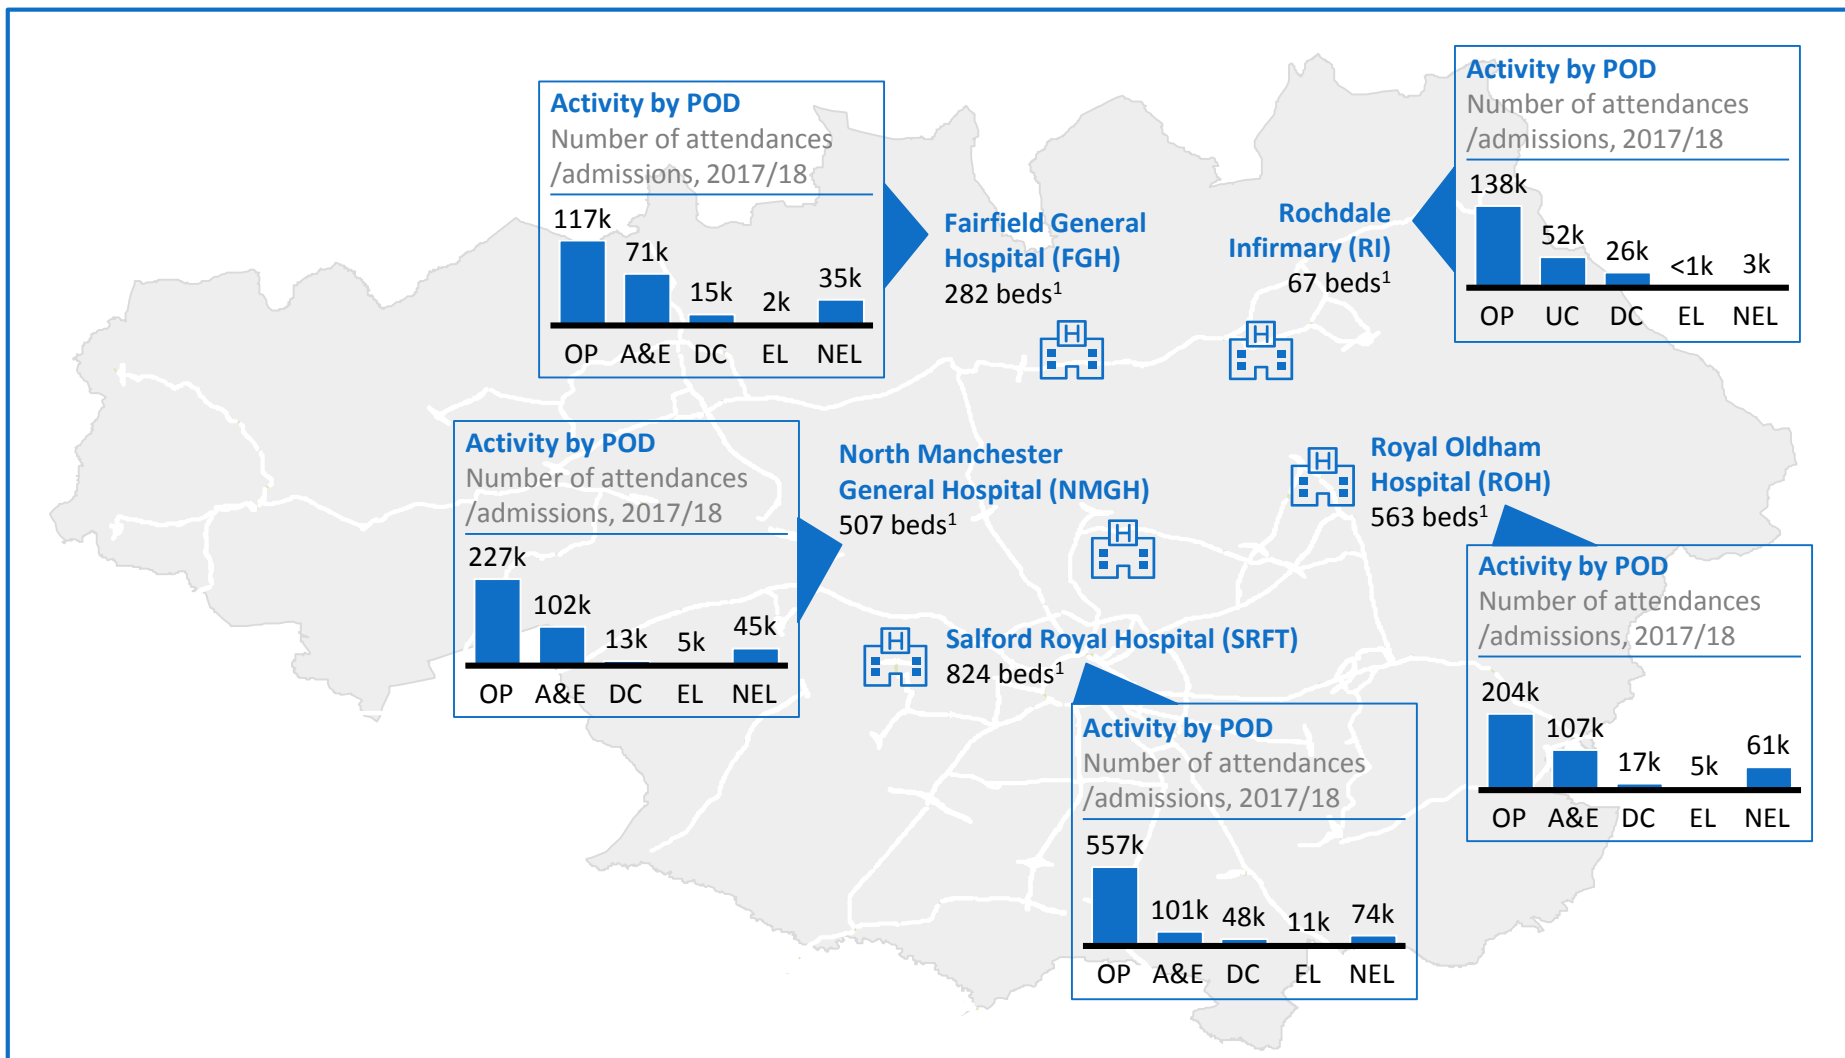 Activity by POD
Number of attendances
/admissions, 2017/18
117k
71k
15k
2k
35k
OP A&E DC EL NEL
Fairfield General
Hospital (FGH)
282 beds¹
H
Rochdale
Infirmary (RI)
67 beds¹
H
Activity by POD
Number of attendances
/admissions, 2017/18
138k
52k
26k
<1k
3k
OP UC DC EL NEL
Activity by POD
Number of attendances
/admissions, 2017/18
227k
102k
13k
5k
45k
OP A&E DC EL NEL
North Manchester
General Hospital (NMGH)
507 beds¹
H
H
Royal Oldham
Hospital (ROH)
563 beds¹
Activity by POD
Number of attendances
/admissions, 2017/18
204k
107k
17k
5k
61k
OP A&E DC EL NEL
H
Salford Royal Hospital (SRFT)
824 beds¹
Activity by POD
Number of attendances
/admissions, 2017/18
557k
101k
48k
11k
74k
OP A&E DC EL NEL